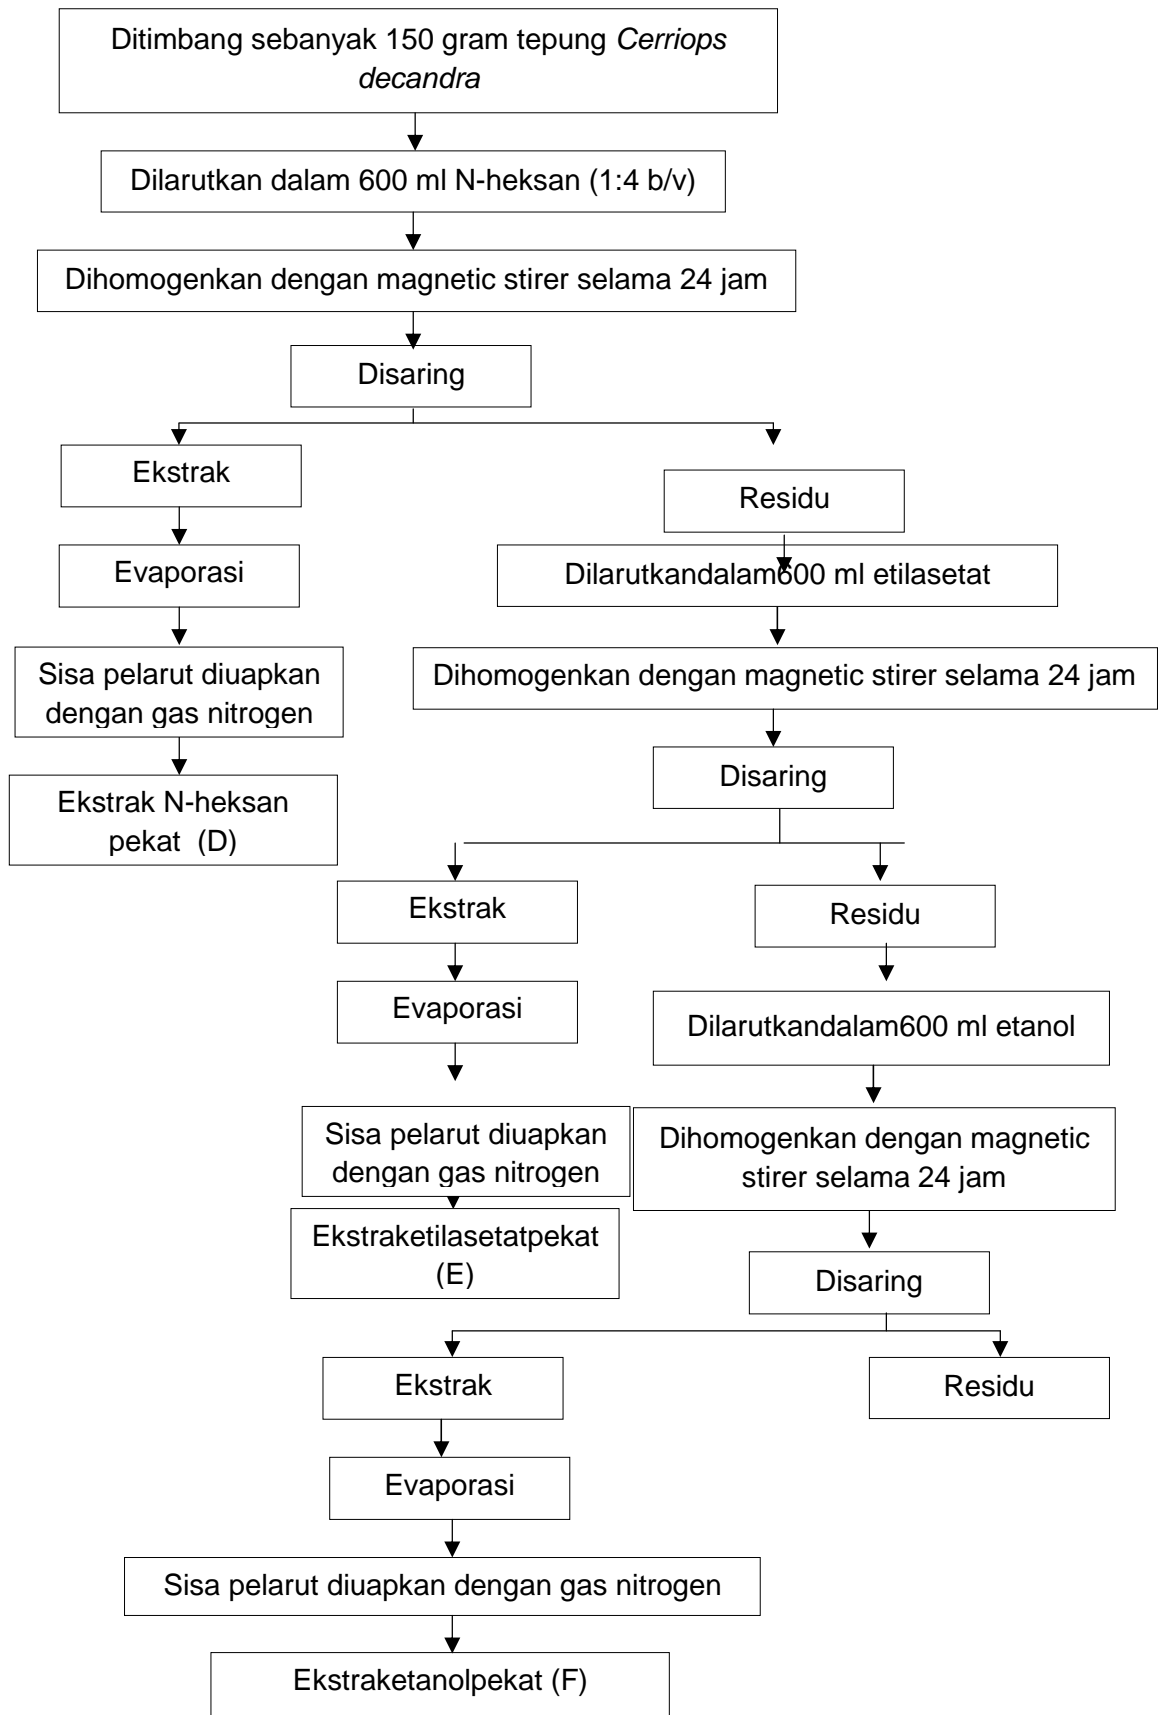 Ditimbang sebanyak 150 gram tepung Cerriops
decandra
Dilarutkan dalam 600 ml N-heksan (1:4 b/v)
Dihomogenkan dengan magnetic stirer selama 24 jam
Disaring
Ekstrak
Residu
Evaporasi
Dilarutkandalam600 ml etilasetat
Sisa pelarut diuapkan
dengan gas nitrogen
Dihomogenkan dengan magnetic stirer selama 24 jam
Ekstrak N-heksan
pekat (D)
Disaring
Ekstrak
Residu
Evaporasi
Dilarutkandalam600 ml etanol
Sisa pelarut diuapkan
dengan gas nitrogen
Dihomogenkan dengan magnetic
stirer selama 24 jam
Ekstraketilasetatpekat
(E)
Disaring
Ekstrak
Residu
Evaporasi
Sisa pelarut diuapkan dengan gas nitrogen
Ekstraketanolpekat (F)